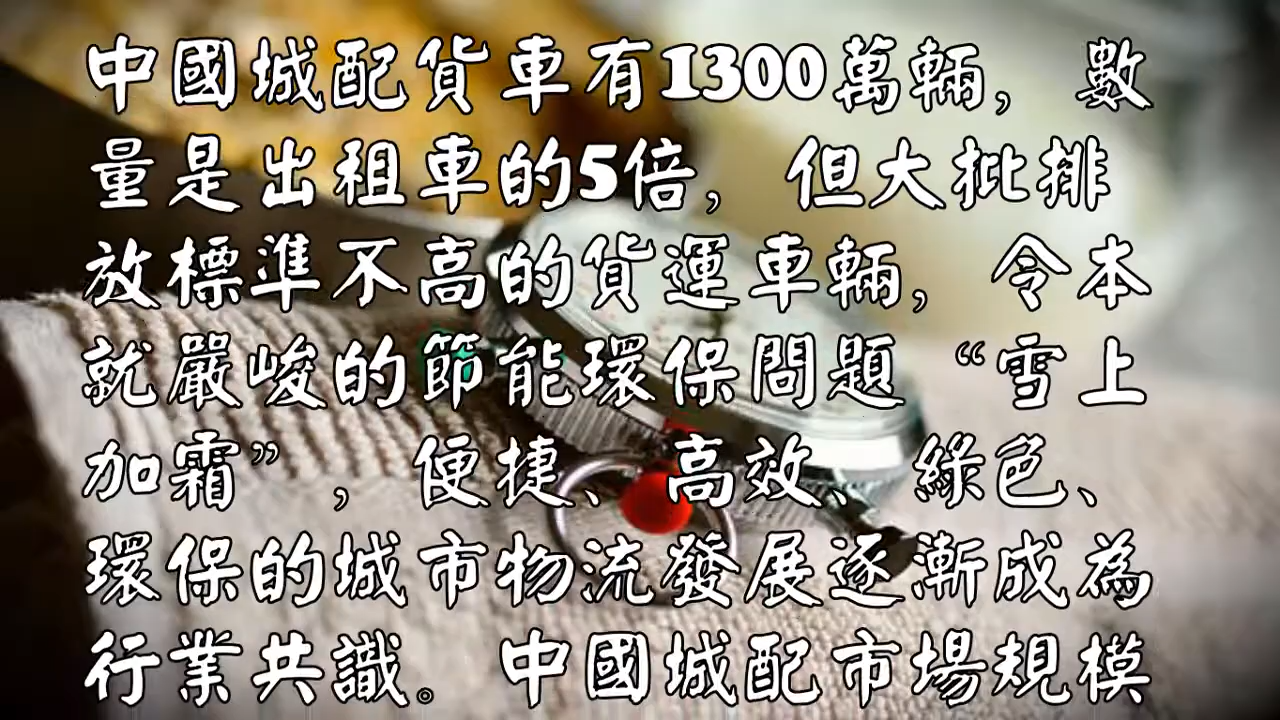 中國城配貨車有1300萬輛，數
量是出租車的5倍，但大批排
放標準不高的貨運車輛，令本
就嚴峻的節能環保問題“雪上
加霜”，便捷、高效、綠色、
環保的城市物流發展逐漸成為
行業共識。中國城配市場規模